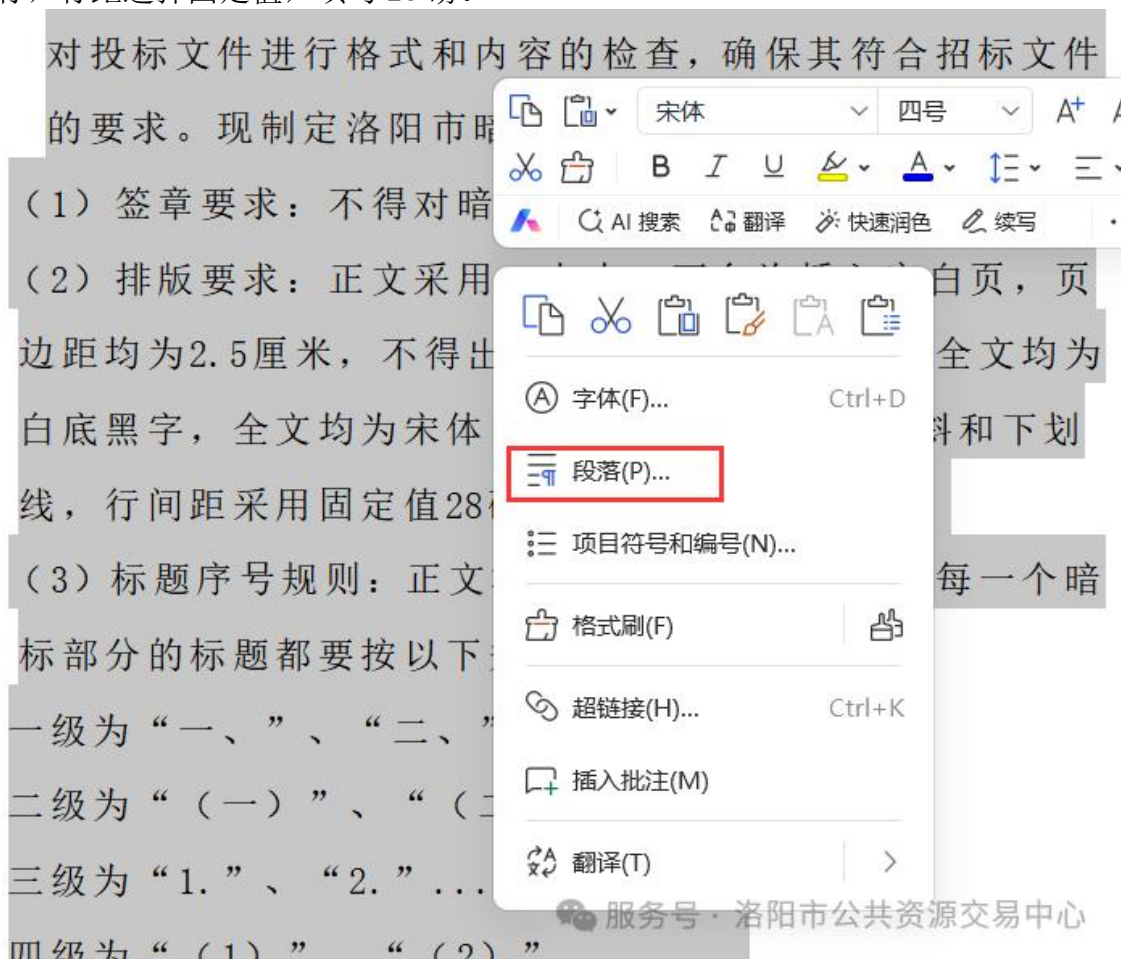 对投标文件进行格式和内容的检查，确保其符合招标文件
的要求。现制定洛阳市暗
宋体 四号 A+
B I U A
AI 搜索 翻译 快速润色 续写
（1）签章要求：不得对暗
（2）排版要求：正文采用 白页，页
边距均为2.5厘米，不得出 全文均为
字体(F)... Ctrl+D
白底黑字，全文均为宋体 斜和下划
段落(P)...
线，行间距采用固定值28
项目符号和编号(N)...
（3）标题序号规则：正文 每一个暗
格式刷(F)
标部分的标题都要按以下
超链接(H)... Ctrl+K
一级为“一、”、“二、”
插入批注(M)
二级为“（一）”、“（二
翻译(T)
三级为“1.”、“2.”...
服务号 · 洛阳市公共资源交易中心
四级为“（1）”、“（2）”